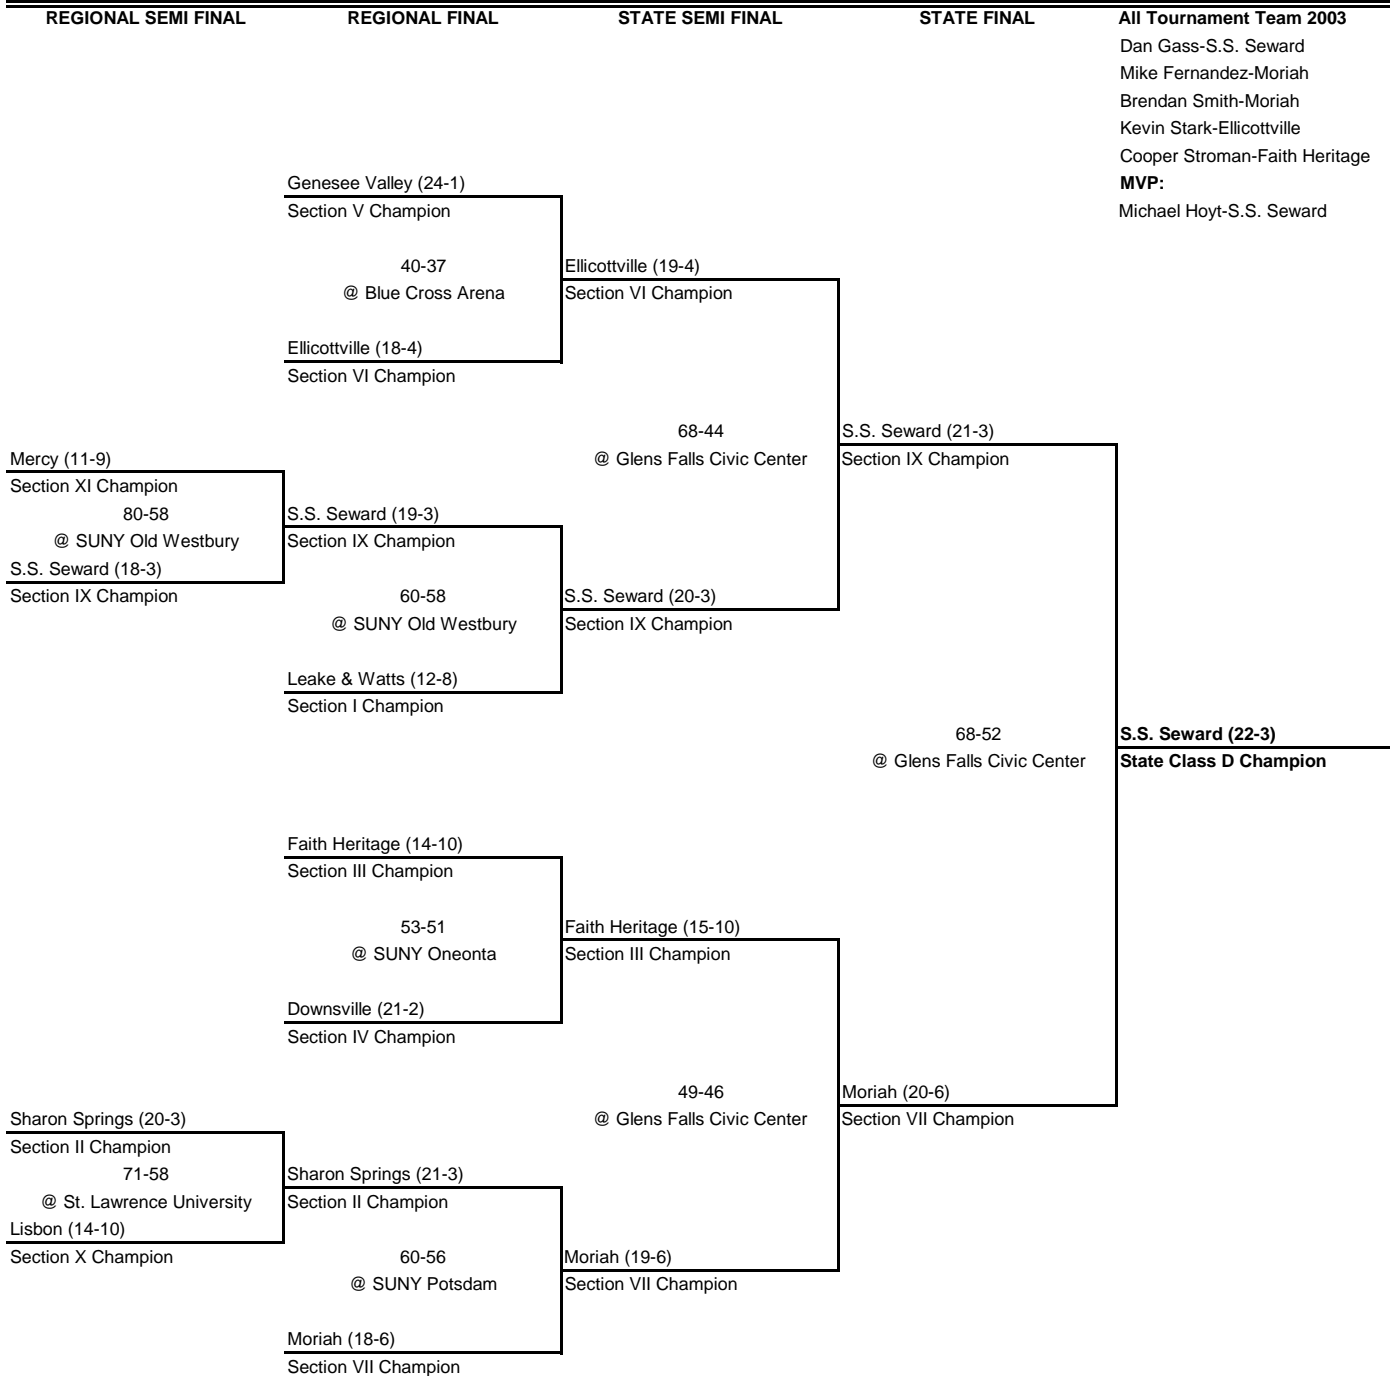 REGIONAL SEMI FINAL REGIONAL FINAL STATE SEMI FINAL STATE FINAL All Tournament Team 2003
Dan Gass-S.S. Seward
Mike Fernandez-Moriah
Brendan Smith-Moriah
Kevin Stark-Ellicottville
Cooper Stroman-Faith Heritage
Genesee Valley (24-1) MVP:
Section V Champion Michael Hoyt-S.S. Seward
40-37 Ellicottville (19-4)
@ Blue Cross Arena Section VI Champion
Ellicottville (18-4)
Section VI Champion
68-44 S.S. Seward (21-3)
Mercy (11-9) @ Glens Falls Civic Center Section IX Champion
Section XI Champion
80-58 S.S. Seward (19-3)
@ SUNY Old Westbury Section IX Champion
S.S. Seward (18-3)
Section IX Champion 60-58 S.S. Seward (20-3)
@ SUNY Old Westbury Section IX Champion
Leake & Watts (12-8)
Section I Champion
68-52 S.S. Seward (22-3)
@ Glens Falls Civic Center State Class D Champion
Faith Heritage (14-10)
Section III Champion
53-51 Faith Heritage (15-10)
@ SUNY Oneonta Section III Champion
Downsville (21-2)
Section IV Champion
49-46 Moriah (20-6)
Sharon Springs (20-3) @ Glens Falls Civic Center Section VII Champion
Section II Champion
71-58 Sharon Springs (21-3)
@ St. Lawrence University Section II Champion
Lisbon (14-10)
Section X Champion 60-56 Moriah (19-6)
@ SUNY Potsdam Section VII Champion
Moriah (18-6)
Section VII Champion